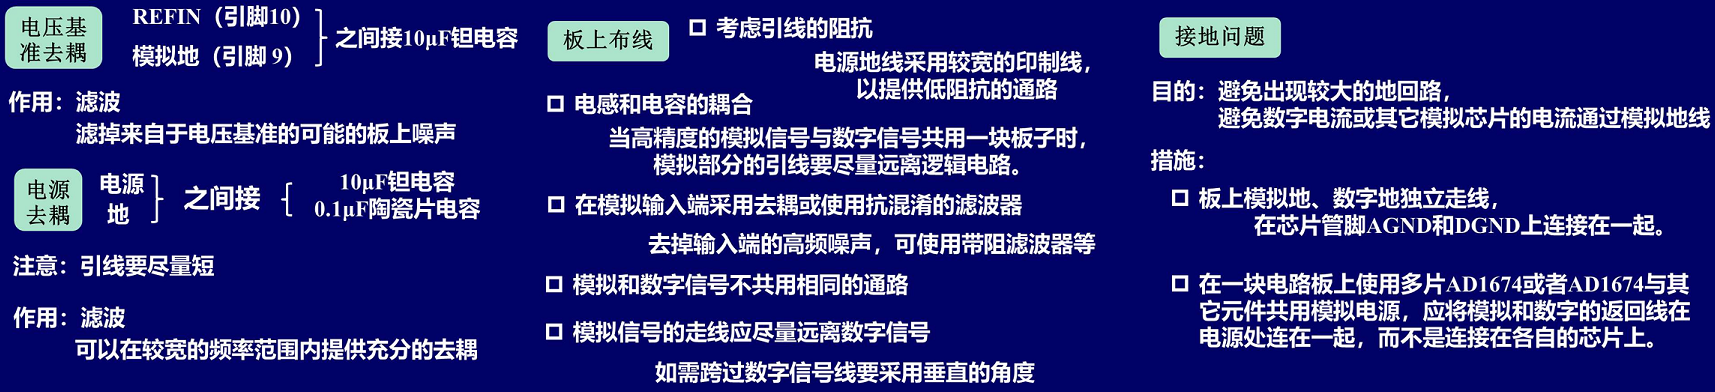 电压基
准去耦
REFIN（引脚10）
模拟地（引脚 9）
之间接10μF钽电容
作用：滤波
滤掉来自于电压基准的可能的板上噪声
电源
去耦
电源
地
之间接
10μF钽电容
0.1μF陶瓷片电容
注意：引线要尽量短
作用：滤波
可以在较宽的频率范围内提供充分的去耦
板上布线
考虑引线的阻抗
电源地线采用较宽的印制线，
以提供低阻抗的通路
电感和电容的耦合
当高精度的模拟信号与数字信号共用一块板子时，
模拟部分的引线要尽量远离逻辑电路。
在模拟输入端采用去耦或使用抗混淆的滤波器
去掉输入端的高频噪声，可使用带阻滤波器等
模拟和数字信号不共用相同的通路
模拟信号的走线应尽量远离数字信号
如需跨过数字信号线要采用垂直的角度
接地问题
目的：避免出现较大的地回路，
避免数字电流或其它模拟芯片的电流通过模拟地线
措施：
板上模拟地、数字地独立走线，
在芯片管脚AGND和DGND上连接在一起。
在一块电路板上使用多片AD1674或者AD1674与其
它元件共用模拟电源，应将模拟和数字的返回线在
电源处连在一起，而不是连接在各自的芯片上。